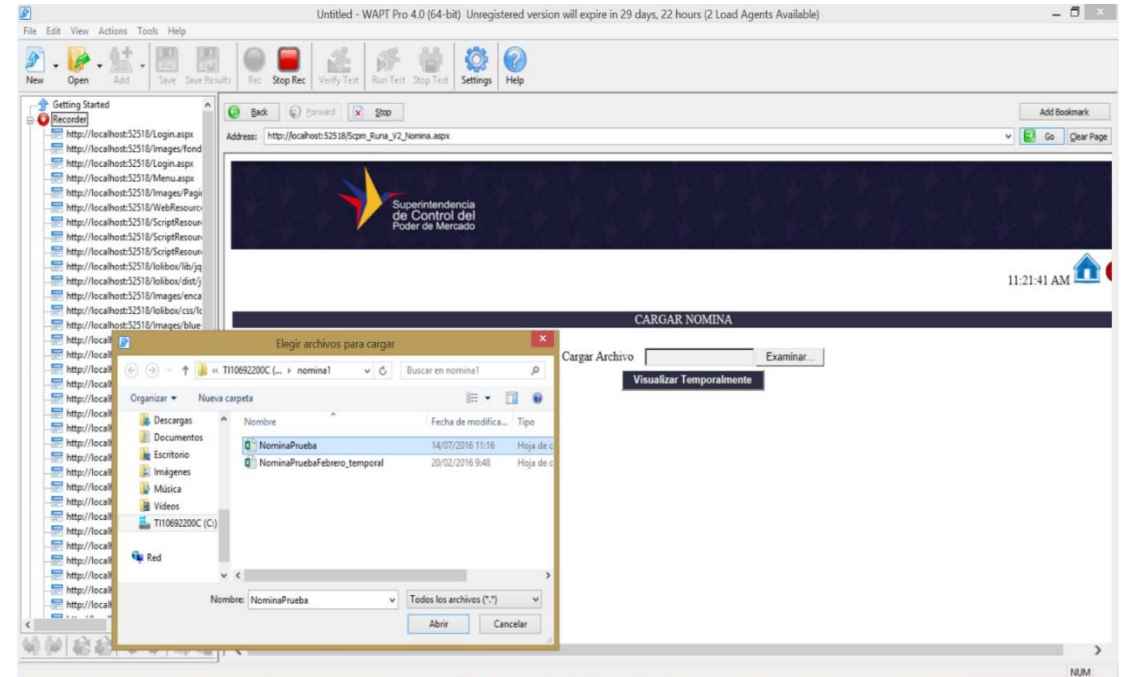 Untitled - WAPT Pro 4.0 (64-bit) Unregistered version will expire in 29 days, 22 hours (2 Load Agents Available)
File Edit View Actions Tools Help
New Open Add Save Save Results Rec Stop Rec Verify Test Run Test Stop Test Settings Help
Getting Started
Recorder
http://localhost:52518/Login.aspx
http://localhost:52518/Images/fond
http://localhost:52518/Login.aspx
http://localhost:52518/Menu.aspx
http://localhost:52518/Images/Pagi
http://localhost:52518/WebResourc
http://localhost:52518/ScriptResour
http://localhost:52518/ScriptResour
http://localhost:52518/ScriptResour
http://localhost:52518/lolibox/lib/jq
http://localhost:52518/lolibox/dist/j
http://localhost:52518/Images/enca
http://localhost:52518/lolibox/css/lc
http://localhost:52518/Images/blue
Back Forward Stop Add Bookmark
Address: http://localhost:52518/Scpm_Runa_V2_Nomina.aspx Go Clear Page
Superintendencia
de Control del
Poder de Mercado
11:21:41 AM
CARGAR NOMINA
Cargar Archivo Examinar...
Visualizar Temporalmente
Elegir archivos para cargar
« TI10692200C (... nomina1 Buscar en nomina1
Organizar Nueva carpeta
Descargas
Documentos
Escritorio
Imágenes
Música
Vídeos
TI10692200C (C:)
Red
Nombre Fecha de modifica... Tipo
NominaPrueba 14/07/2016 11:16 Hoja de c
NominaPruebaFebrero_temporal 20/02/2016 9:48 Hoja de c
Nombre: NominaPrueba Todos los archivos (*.*)
Abrir Cancelar
NUM